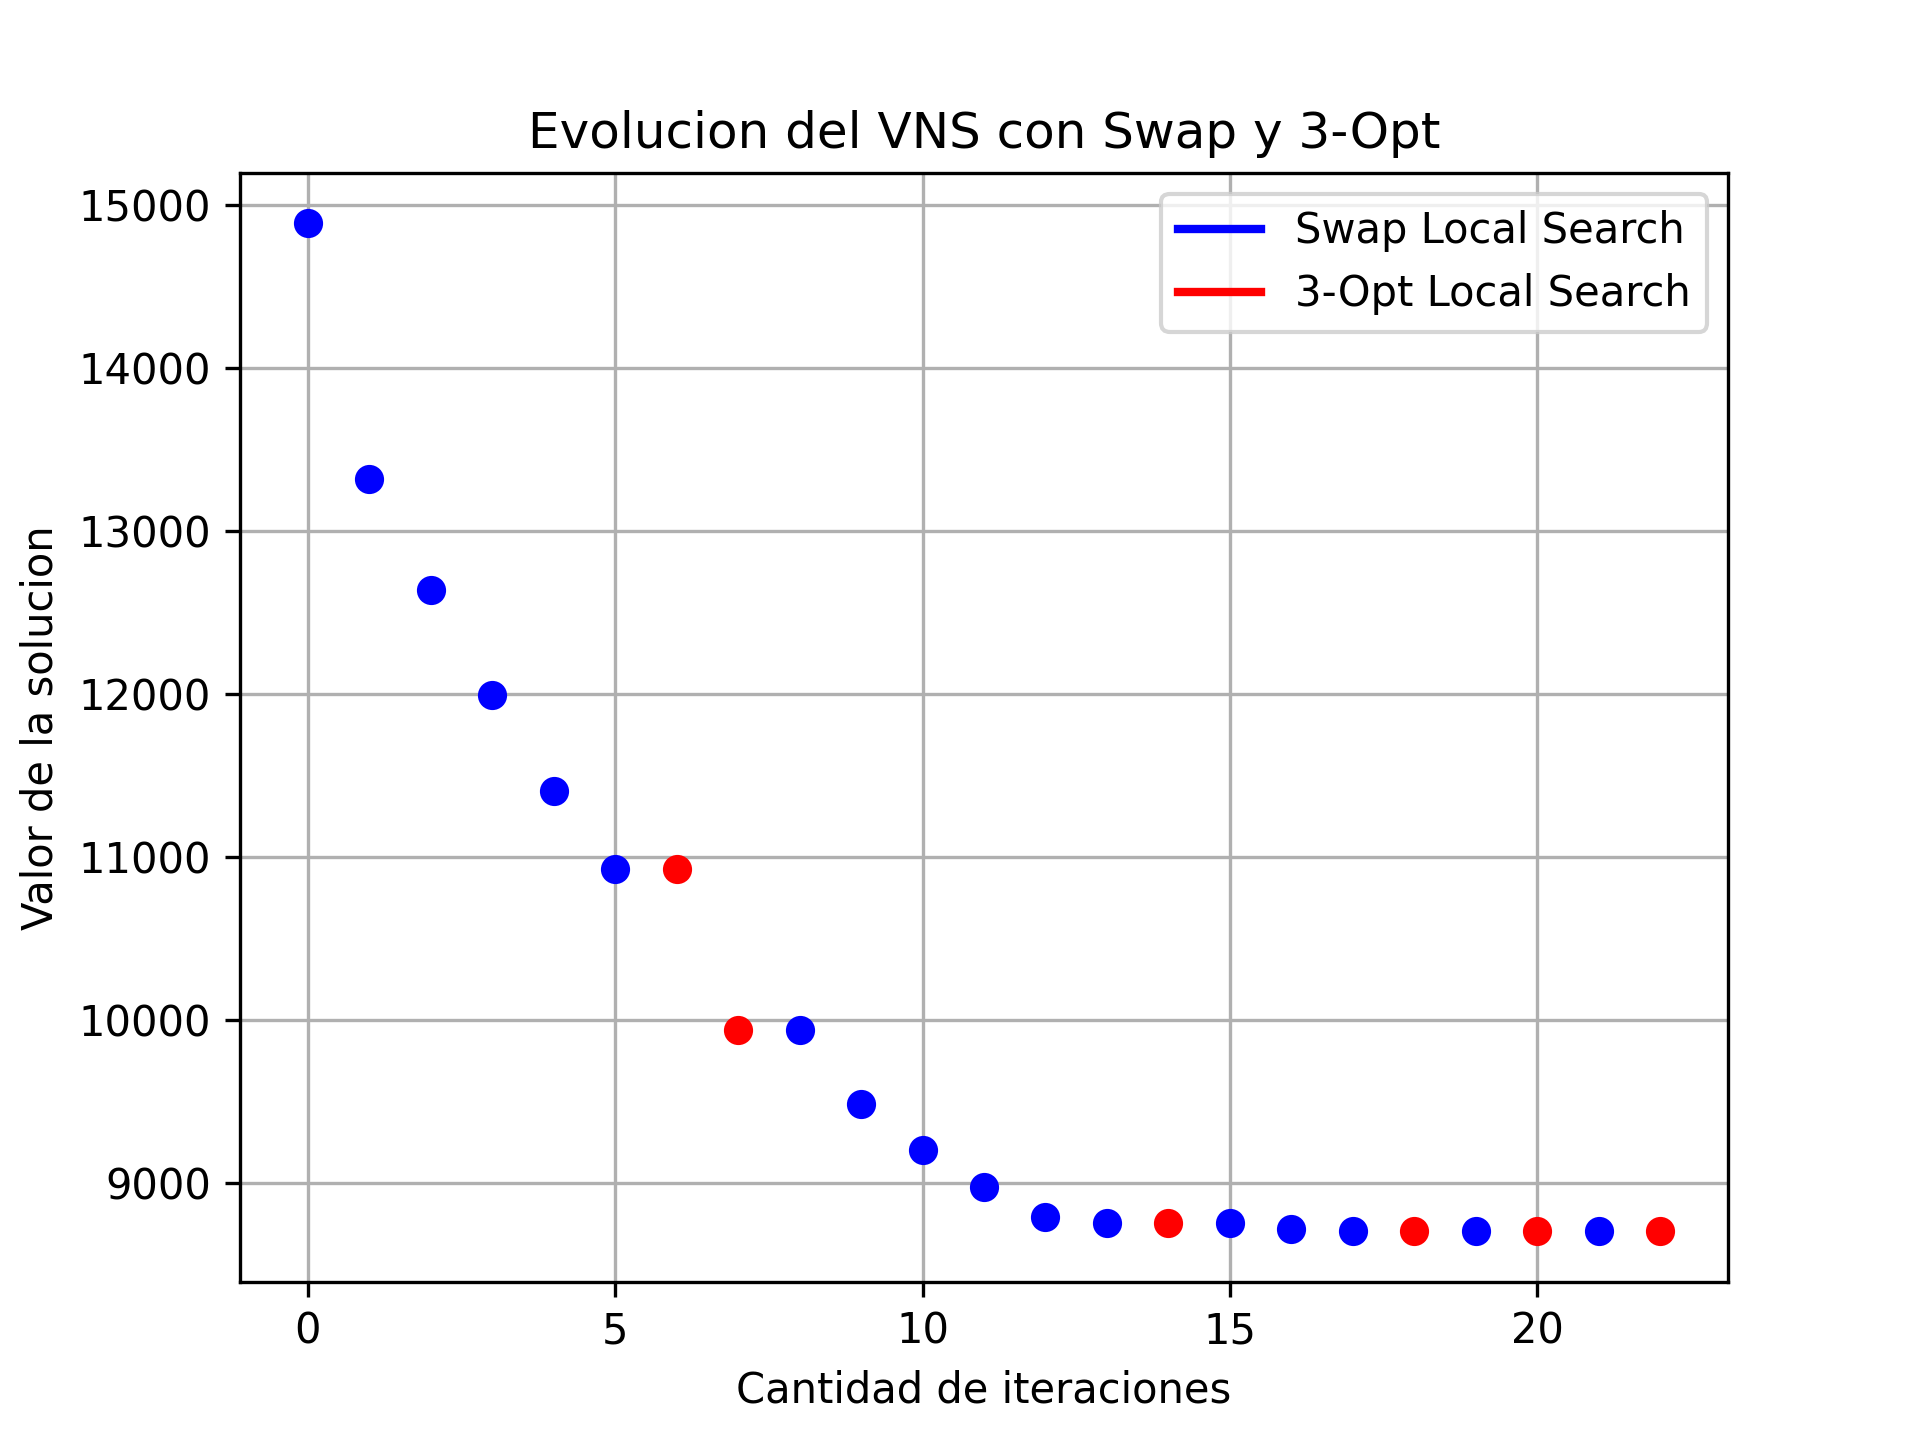 Evolucion del VNS con Swap y 3-Opt
Swap Local Search
3-Opt Local Search
15000
14000
13000
12000
11000
10000
9000
Valor de la solucion
0 5 10 15 20
Cantidad de iteraciones